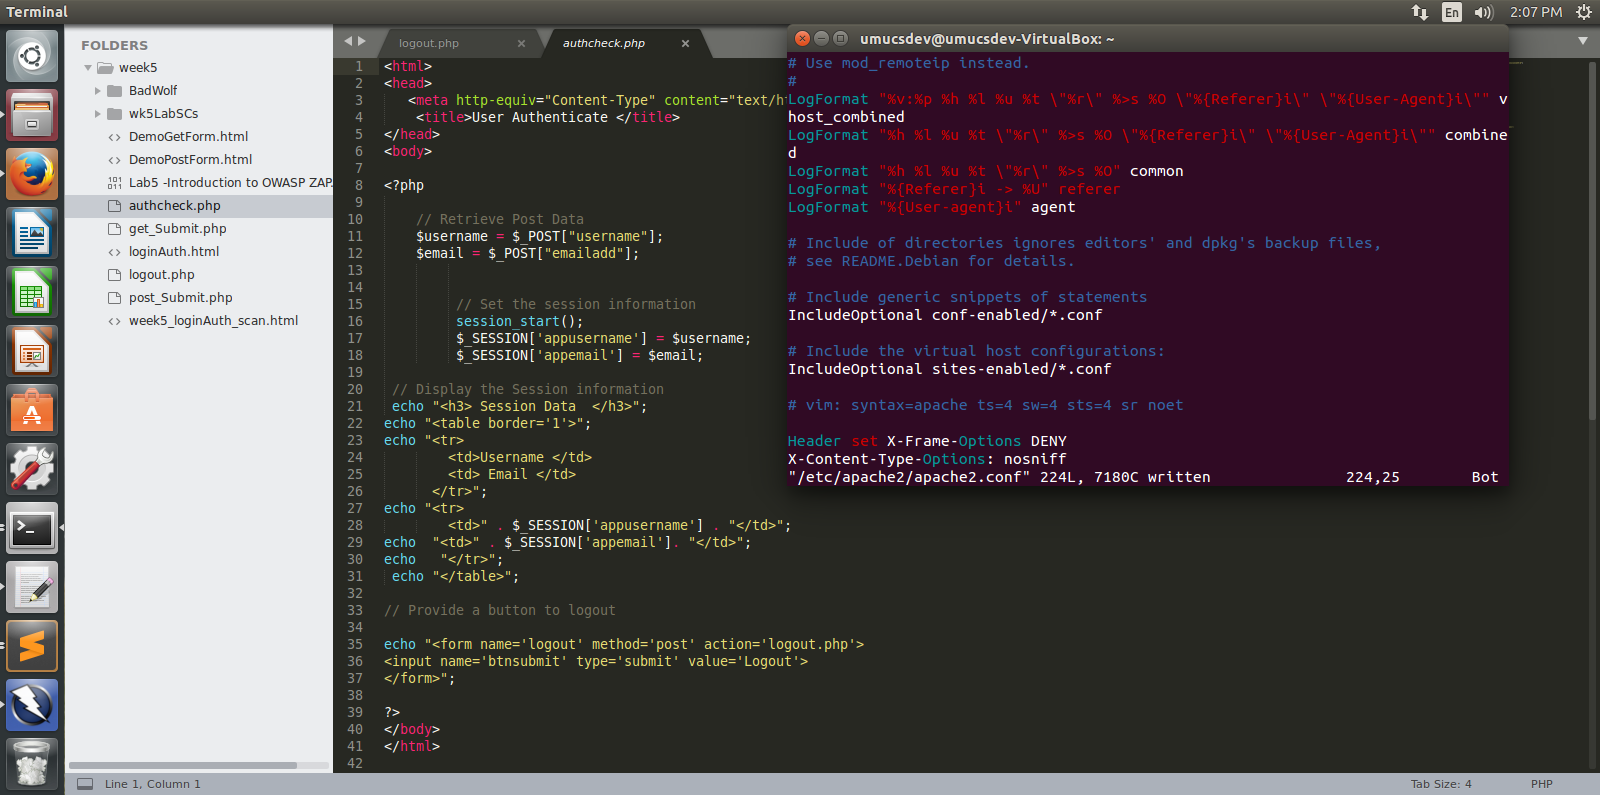 Terminal
En
2:07 PM
FOLDERS
week5
BadWolf
wk5LabSCs
DemoGetForm.html
DemoPostForm.html
Lab5 -Introduction to OWASP ZAP.
authcheck.php
get_Submit.php
loginAuth.html
logout.php
post_Submit.php
week5_loginAuth_scan.html
logout.php ×
authcheck.php ×
1 <html>
2 <head>
3 <meta http-equiv="Content-Type" content="text/ht
4 <title>User Authenticate </title>
5 </head>
6 <body>
7
8 <?php
9
10 // Retrieve Post Data
11 $username = $_POST["username"];
12 $email = $_POST["emailadd"];
13
14
15 // Set the session information
16 session_start();
17 $_SESSION['appusername'] = $username;
18 $_SESSION['appemail'] = $email;
19
20 // Display the Session information
21 echo "<h3> Session Data  </h3>";
22 echo "<table border='1'>";
23 echo "<tr>
24 <td>Username </td>
25 <td> Email </td>
26 </tr>";
27 echo "<tr>
28 <td>" . $_SESSION['appusername'] . "</td>";
29 echo  "<td>" . $_SESSION['appemail']. "</td>";
30 echo   "</tr>";
31 echo "</table>";
32
33 // Provide a button to logout
34
35 echo "<form name='logout' method='post' action='logout.php'>
36 <input name='btnsubmit' type='submit' value='Logout'>
37 </form>";
38
39 ?>
40 </body>
41 </html>
42
umucsdev@umucsdev-VirtualBox: ~
# Use mod_remoteip instead.
#
LogFormat "%v:%p %h %l %u %t \"%r\" %>s %O \"%{Referer}i\" \"%{User-Agent}i\"" v
host_combined
LogFormat "%h %l %u %t \"%r\" %>s %O \"%{Referer}i\" \"%{User-Agent}i\"" combine
d
LogFormat "%h %l %u %t \"%r\" %>s %O" common
LogFormat "%{Referer}i -> %U" referer
LogFormat "%{User-agent}i" agent
# Include of directories ignores editors' and dpkg's backup files,
# see README.Debian for details.
# Include generic snippets of statements
IncludeOptional conf-enabled/*.conf
# Include the virtual host configurations:
IncludeOptional sites-enabled/*.conf
# vim: syntax=apache ts=4 sw=4 sts=4 sr noet
Header set X-Frame-Options DENY
X-Content-Type-Options: nosniff
"/etc/apache2/apache2.conf" 224L, 7180C written 224,25 Bot
Line 1, Column 1
Tab Size: 4
PHP